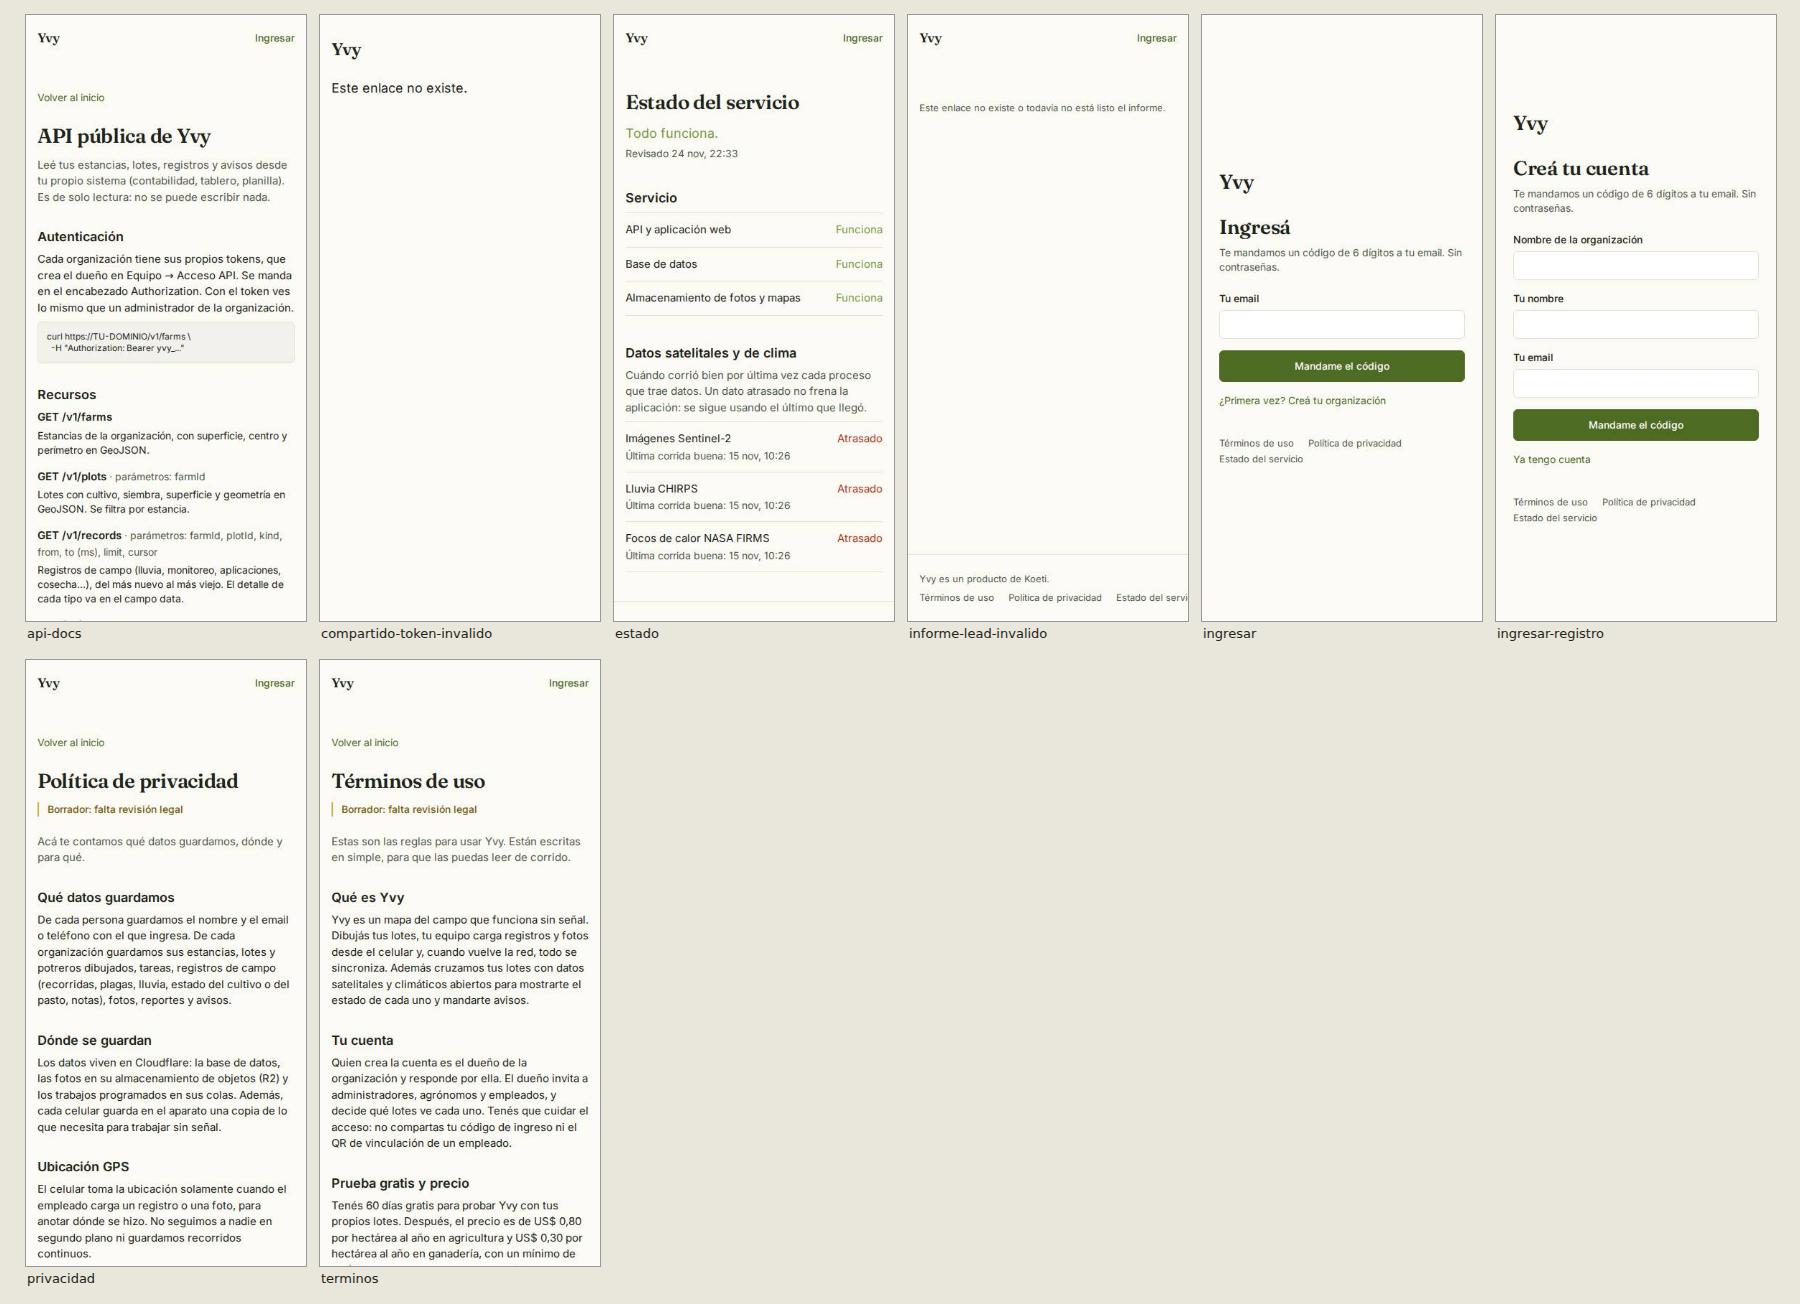 Yvy
Ingresar
Volver al inicio
API pública de Yvy
Leé tus estancias, lotes, registros y avisos desde
tu propio sistema (contabilidad, tablero, planilla).
Es de solo lectura: no se puede escribir nada.
Autenticación
Cada organización tiene sus propios tokens, que
crea el dueño en Equipo → Acceso API. Se manda
en el encabezado Authorization. Con el token ves
lo mismo que un administrador de la organización.
curl https://TU-DOMINIO/v1/farms \
-H "Authorization: Bearer yvy_…"
Recursos
GET /v1/farms
Estancias de la organización, con superficie, centro y
perímetro en GeoJSON.
GET /v1/plots · parámetros: farmId
Lotes con cultivo, siembra, superficie y geometría en
GeoJSON. Se filtra por estancia.
GET /v1/records · parámetros: farmId, plotId, kind,
from, to (ms), limit, cursor
Registros de campo (lluvia, monitoreo, aplicaciones,
cosecha…), del más nuevo al más viejo. El detalle de
cada tipo va en el campo data.
api-docs
Yvy
Este enlace no existe.
compartido-token-invalido
Yvy
Ingresar
Estado del servicio
Todo funciona.
Revisado 24 nov, 22:33
Servicio
API y aplicación web
Funciona
Base de datos
Funciona
Almacenamiento de fotos y mapas
Funciona
Datos satelitales y de clima
Cuándo corrió bien por última vez cada proceso
que trae datos. Un dato atrasado no frena la
aplicación: se sigue usando el último que llegó.
Imágenes Sentinel-2
Atrasado
Última corrida buena: 15 nov, 10:26
Lluvia CHIRPS
Atrasado
Última corrida buena: 15 nov, 10:26
Focos de calor NASA FIRMS
Atrasado
Última corrida buena: 15 nov, 10:26
estado
Yvy
Ingresar
Este enlace no existe o todavía no está listo el informe.
Yvy es un producto de Koeti.
Términos de uso
Política de privacidad
Estado del servi
informe-lead-invalido
Yvy
Ingresá
Te mandamos un código de 6 dígitos a tu email. Sin
contraseñas.
Tu email
Mandame el código
¿Primera vez? Creá tu organización
Términos de uso
Política de privacidad
Estado del servicio
ingresar
Yvy
Creá tu cuenta
Te mandamos un código de 6 dígitos a tu email. Sin
contraseñas.
Nombre de la organización
Tu nombre
Tu email
Mandame el código
Ya tengo cuenta
Términos de uso
Política de privacidad
Estado del servicio
ingresar-registro
Yvy
Ingresar
Volver al inicio
Política de privacidad
Borrador: falta revisión legal
Acá te contamos qué datos guardamos, dónde y
para qué.
Qué datos guardamos
De cada persona guardamos el nombre y el email
o teléfono con el que ingresa. De cada
organización guardamos sus estancias, lotes y
potreros dibujados, tareas, registros de campo
(recorridas, plagas, lluvia, estado del cultivo o del
pasto, notas), fotos, reportes y avisos.
Dónde se guardan
Los datos viven en Cloudflare: la base de datos,
las fotos en su almacenamiento de objetos (R2) y
los trabajos programados en sus colas. Además,
cada celular guarda en el aparato una copia de lo
que necesita para trabajar sin señal.
Ubicación GPS
El celular toma la ubicación solamente cuando el
empleado carga un registro o una foto, para
anotar dónde se hizo. No seguimos a nadie en
segundo plano ni guardamos recorridos
continuos.
privacidad
Yvy
Ingresar
Volver al inicio
Términos de uso
Borrador: falta revisión legal
Estas son las reglas para usar Yvy. Están escritas
en simple, para que las puedas leer de corrido.
Qué es Yvy
Yvy es un mapa del campo que funciona sin señal.
Dibujás tus lotes, tu equipo carga registros y fotos
desde el celular y, cuando vuelve la red, todo se
sincroniza. Además cruzamos tus lotes con datos
satelitales y climáticos abiertos para mostrarte el
estado de cada uno y mandarte avisos.
Tu cuenta
Quien crea la cuenta es el dueño de la
organización y responde por ella. El dueño invita a
administradores, agrónomos y empleados, y
decide qué lotes ve cada uno. Tenés que cuidar el
acceso: no compartas tu código de ingreso ni el
QR de vinculación de un empleado.
Prueba gratis y precio
Tenés 60 días gratis para probar Yvy con tus
propios lotes. Después, el precio es de US$ 0,80
por hectárea al año en agricultura y US$ 0,30 por
hectárea al año en ganadería, con un mínimo de
terminos